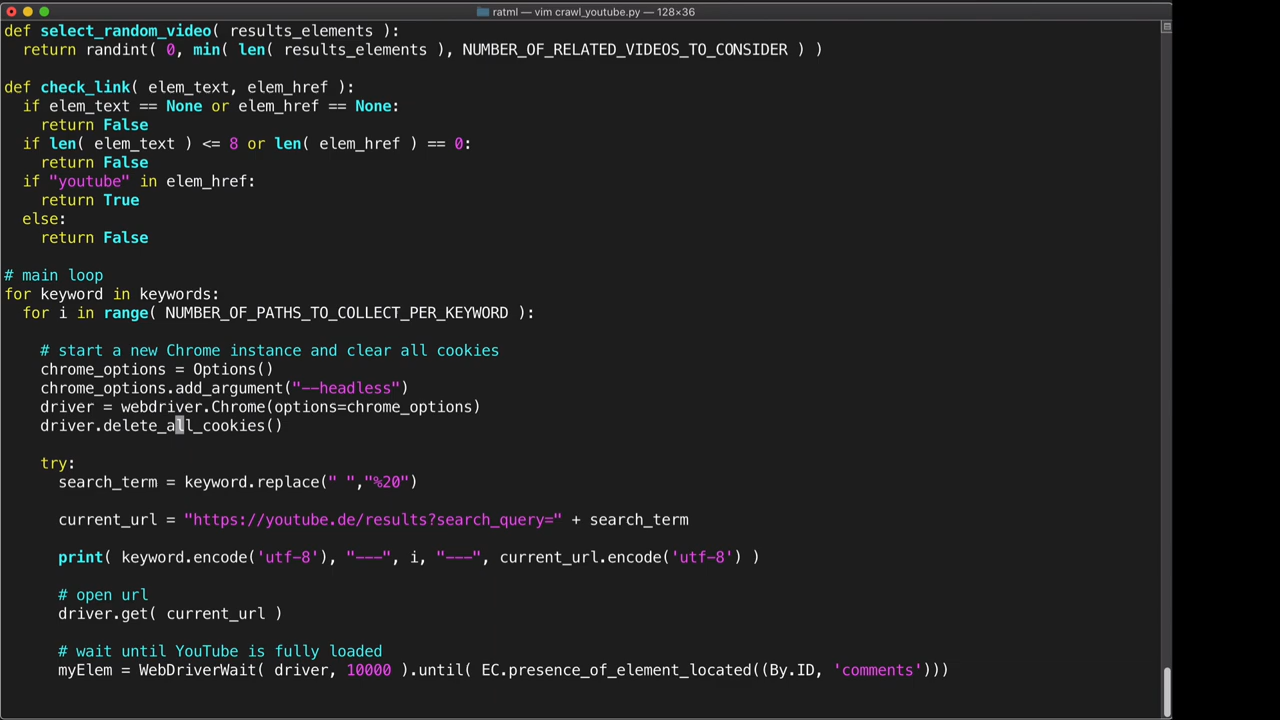 ratml — vim crawl_youtube.py — 128×36
def select_random_video( results_elements ):
  return randint( 0, min( len( results_elements ), NUMBER_OF_RELATED_VIDEOS_TO_CONSIDER ) )
def check_link( elem_text, elem_href ):
  if elem_text == None or elem_href == None:
    return False
  if len( elem_text ) <= 8 or len( elem_href ) == 0:
    return False
  if "youtube" in elem_href:
    return True
  else:
    return False
# main loop
for keyword in keywords:
  for i in range( NUMBER_OF_PATHS_TO_COLLECT_PER_KEYWORD ):
    # start a new Chrome instance and clear all cookies
    chrome_options = Options()
    chrome_options.add_argument("--headless")
    driver = webdriver.Chrome(options=chrome_options)
    driver.delete_all_cookies()
    try:
      search_term = keyword.replace(" ","%20")
      current_url = "https://youtube.de/results?search_query=" + search_term
      print( keyword.encode('utf-8'), "---", i, "---", current_url.encode('utf-8') )
      # open url
      driver.get( current_url )
      # wait until YouTube is fully loaded
      myElem = WebDriverWait( driver, 10000 ).until( EC.presence_of_element_located((By.ID, 'comments')))